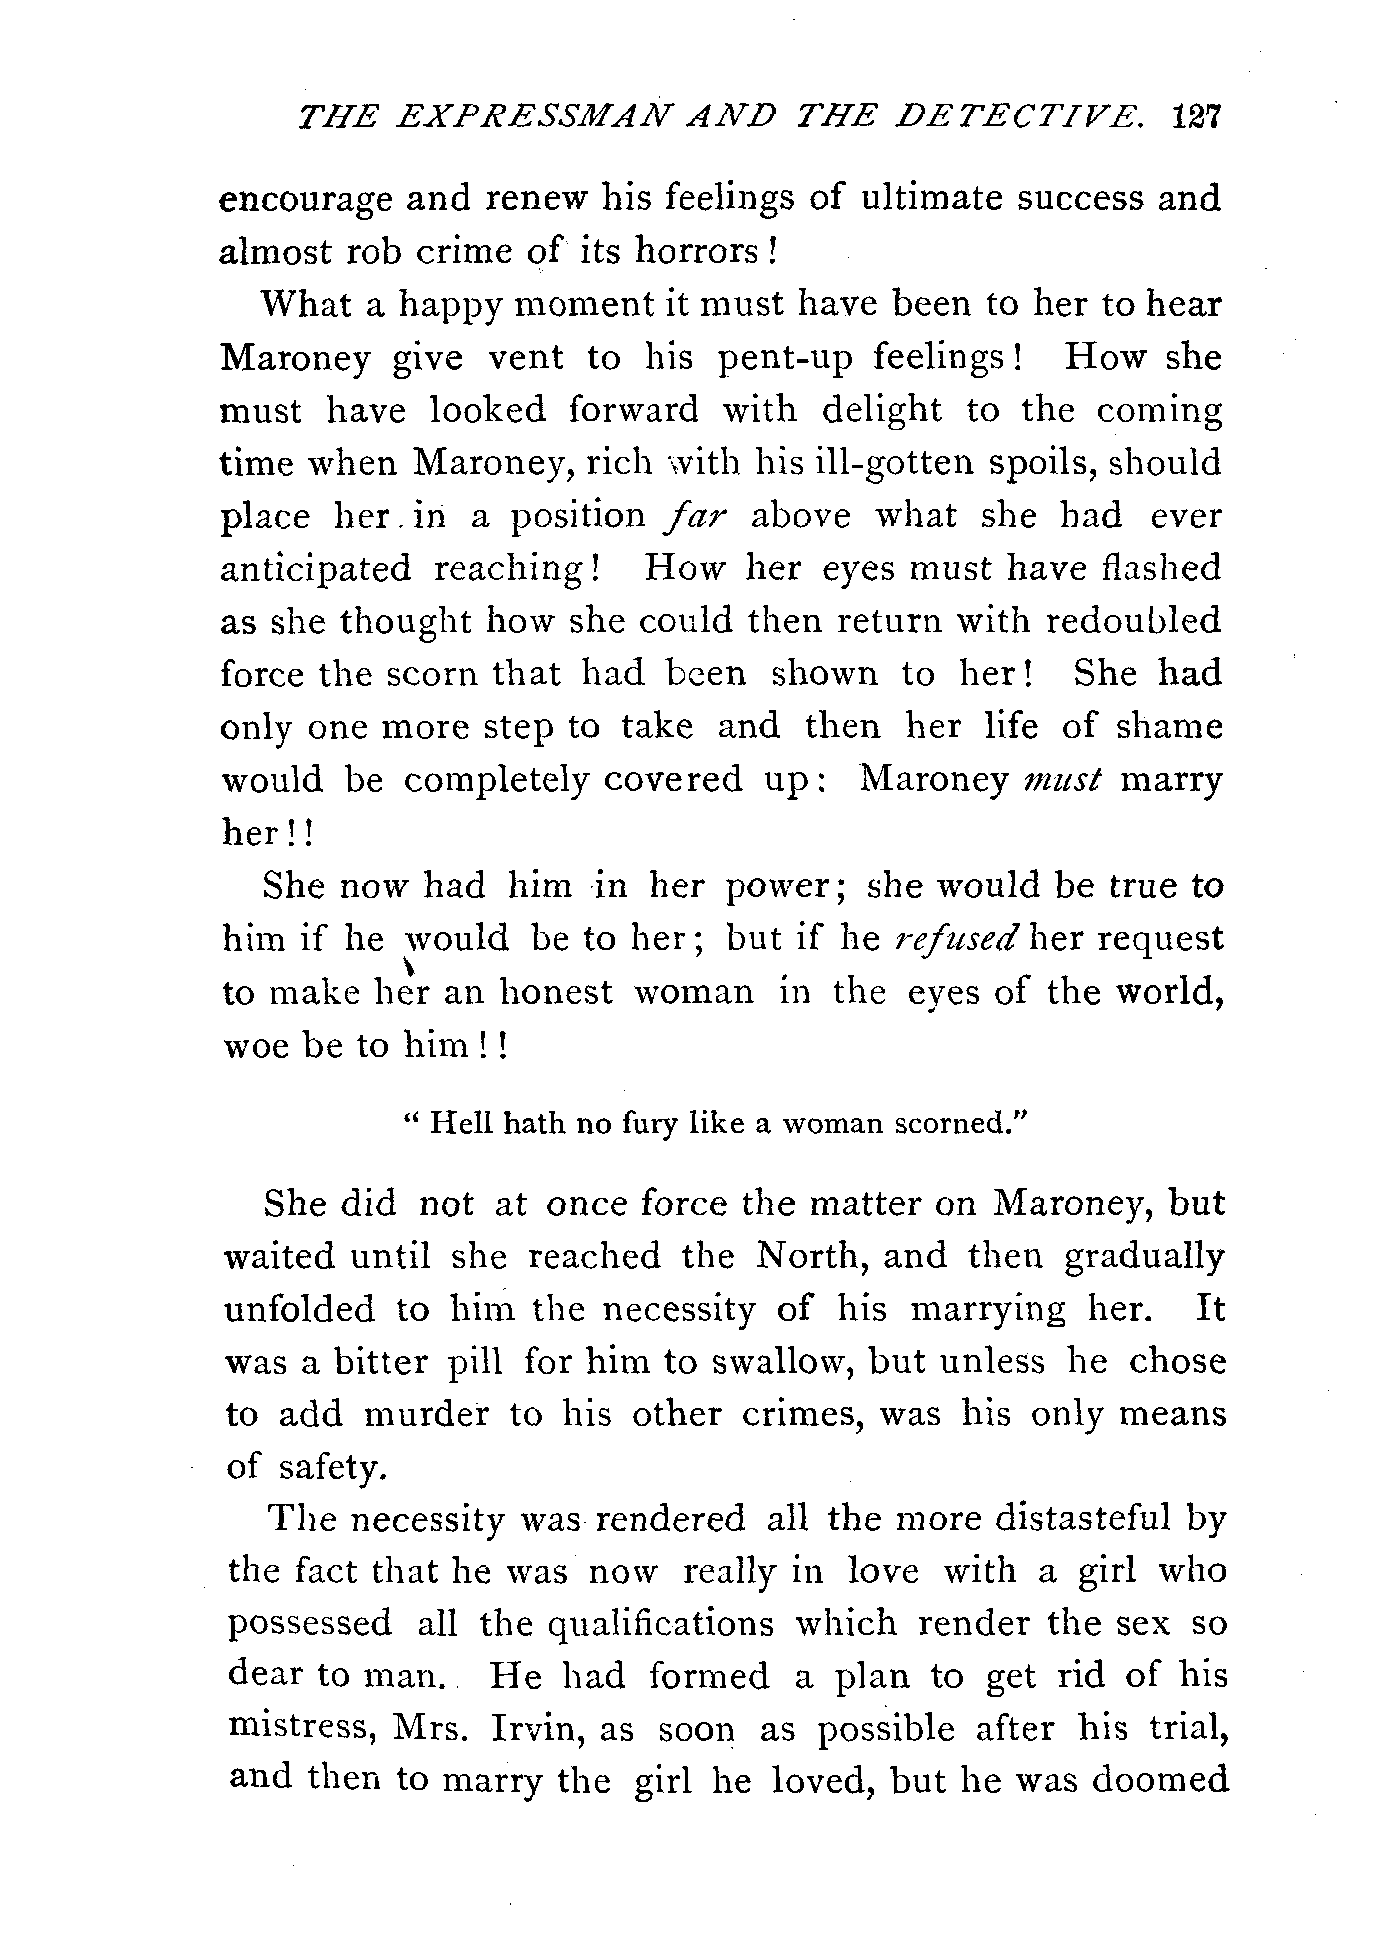 THE EXPRESSMAN AND THE DETECTIVE. 127
encourage and renew his feelings of ultimate success and
almost rob crime of its horrors !
What a happy moment it must have been to her to hear
Maroney give vent to his pent-up feelings ! How she
must have looked forward with delight to the coming
time when Maroney, rich with his ill-gotten spoils, should
place her in a position far above what she had ever
anticipated reaching ! How her eyes must have flashed
as she thought how she could then return with redoubled
force the scorn that had been shown to her ! She had
only one more step to take and then her life of shame
would be completely covered up : Maroney must marry
her ! !
She now had him in her power ; she would be true to
him if he would be to her ; but if he refused her request
to make her an honest woman in the eyes of the world,
woe be to him ! !
" Hell hath no fury like a woman scorned."
She did not at once force the matter on Maroney, but
waited until she reached the North, and then gradually
unfolded to him the necessity of his marrying her. It
was a bitter pill for him to swallow, but unless he chose
to add murder to his other crimes, was his only means
of safety.
The necessity was rendered all the more distasteful by
the fact that he was now really in love with a girl who
possessed all the qualifications which render the sex so
dear to man. He had formed a plan to get rid of his
mistress, Mrs. Irvin, as soon as possible after his trial,
and then to marry the girl he loved, but he was doomed